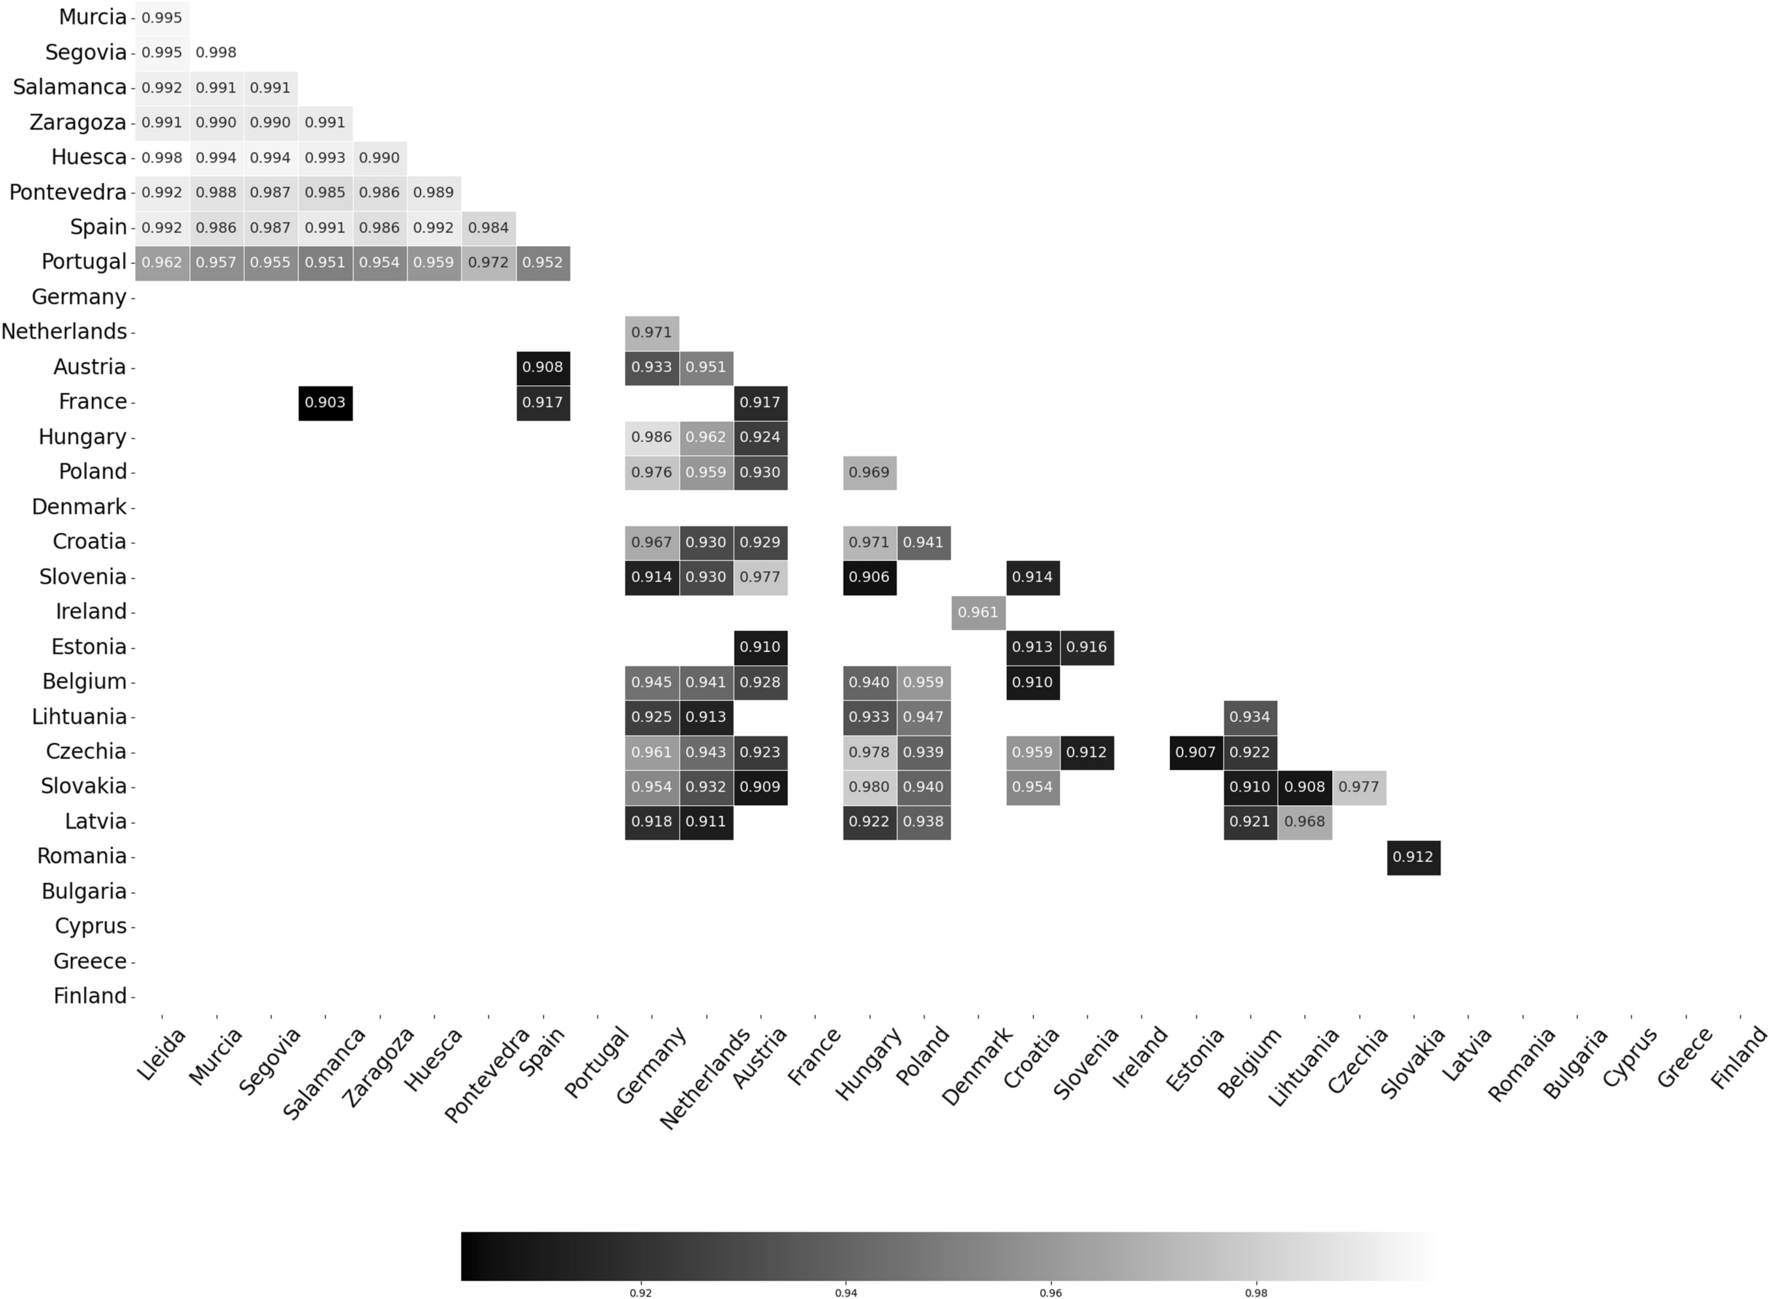 Murcia 0.995
Segovia 0.995 0.998
Salamanca 0.992 0.991 0.991
Zaragoza 0.991 0.990 0.990 0.991
Huesca 0.998 0.994 0.994 0.993 0.990
Pontevedra 0.992 0.988 0.987 0.985 0.986 0.989
Spain 0.992 0.986 0.987 0.991 0.986 0.992 0.984
Portugal 0.962 0.957 0.955 0.951 0.954 0.959 0.972 0.952
Germany
Netherlands 0.971
Austria 0.908 0.933 0.951
France 0.903 0.917 0.917
Hungary 0.986 0.962 0.924
Poland 0.976 0.959 0.930 0.969
Denmark
Croatia 0.967 0.930 0.929 0.971 0.941
Slovenia 0.914 0.930 0.977 0.906 0.914
Ireland 0.961
Estonia 0.910 0.913 0.916
Belgium 0.945 0.941 0.928 0.940 0.959 0.910
Lihtuania 0.925 0.913 0.933 0.947 0.934
Czechia 0.961 0.943 0.923 0.978 0.939 0.959 0.912 0.907 0.922
Slovakia 0.954 0.932 0.909 0.980 0.940 0.954 0.910 0.908 0.977
Latvia 0.918 0.911 0.922 0.938 0.921 0.968
Romania 0.912
Bulgaria
Cyprus
Greece
Finland
Lleida Murcia Segovia Salamanca Zaragoza Huesca Pontevedra Spain Portugal Germany Netherlands Austria France Hungary Poland Denmark Croatia Slovenia Ireland Estonia Belgium Lihtuania Czechia Slovakia Latvia Romania Bulgaria Cyprus Greece Finland
0.92 0.94 0.96 0.98